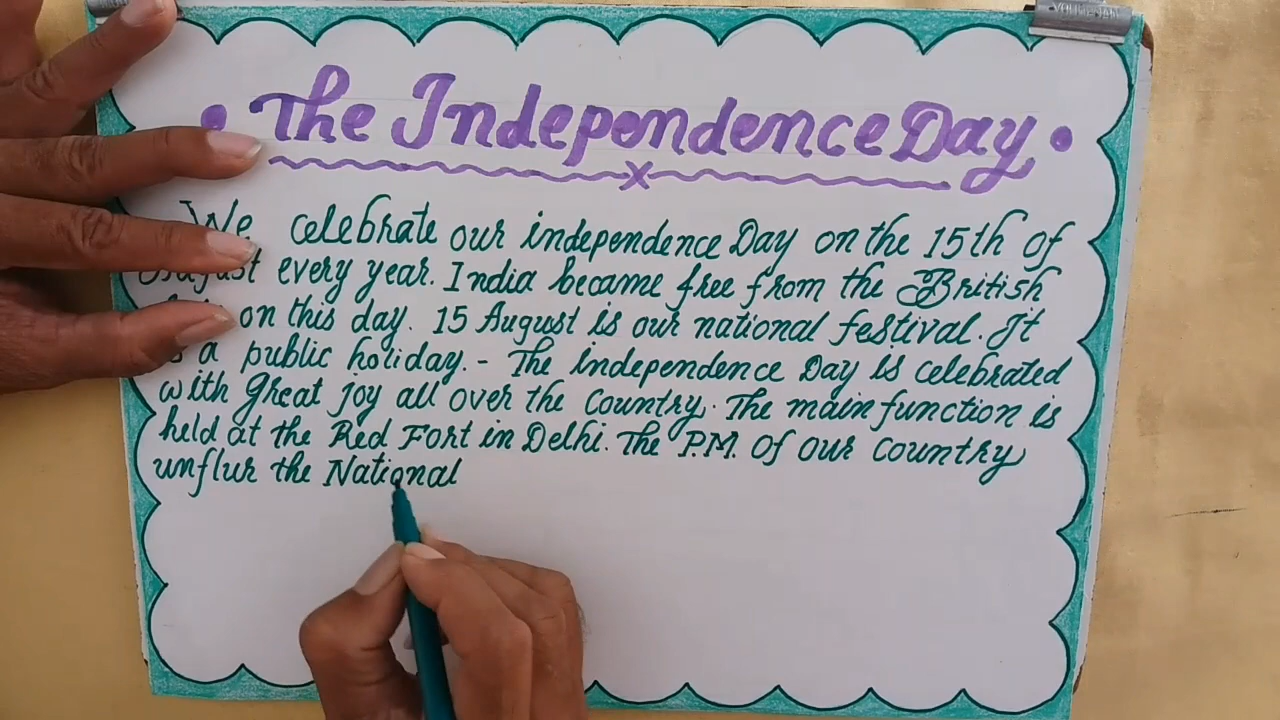 YOUNEJAN
The Independence Day
We celebrate our independence Day on the 15th of
August every year. India became free from the British
on this day. 15 August is our national festival. It
a public holiday. - The independence Day is celebrated
with great joy all over the country. The main function is
held at the Red Fort in Delhi. The P.M. of our country
unflur the National